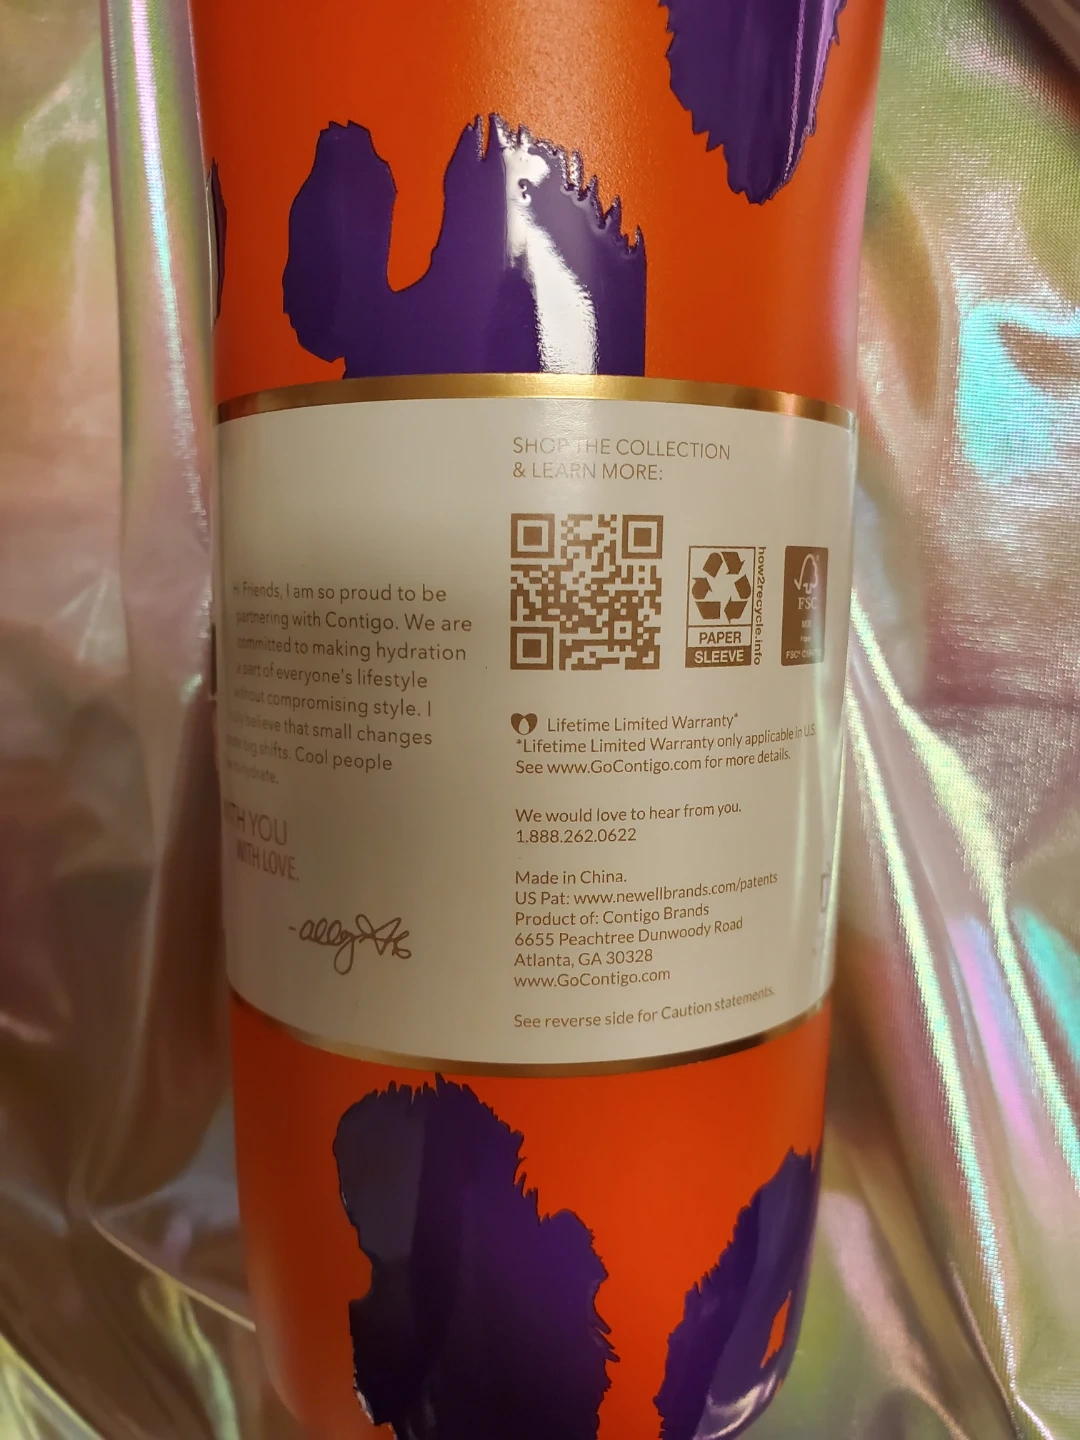 Hi Friends, I am so proud to be
partnering with Contigo. We are
committed to making hydration
a part of everyone's lifestyle
without compromising style. I
believe that small changes
big shifts. Cool people
hydrate.
WITH YOU
WITH LOVE.
SHOP THE COLLECTION
& LEARN MORE:
PAPER
SLEEVE
how2recycle.info
FSC
Lifetime Limited Warranty*
*Lifetime Limited Warranty only applicable in U.S.
See www.GoContigo.com for more details.
We would love to hear from you.
1.888.262.0622
Made in China.
US Pat: www.newellbrands.com/patents
Product of: Contigo Brands
6655 Peachtree Dunwoody Road
Atlanta, GA 30328
www.GoContigo.com
See reverse side for Caution statements.